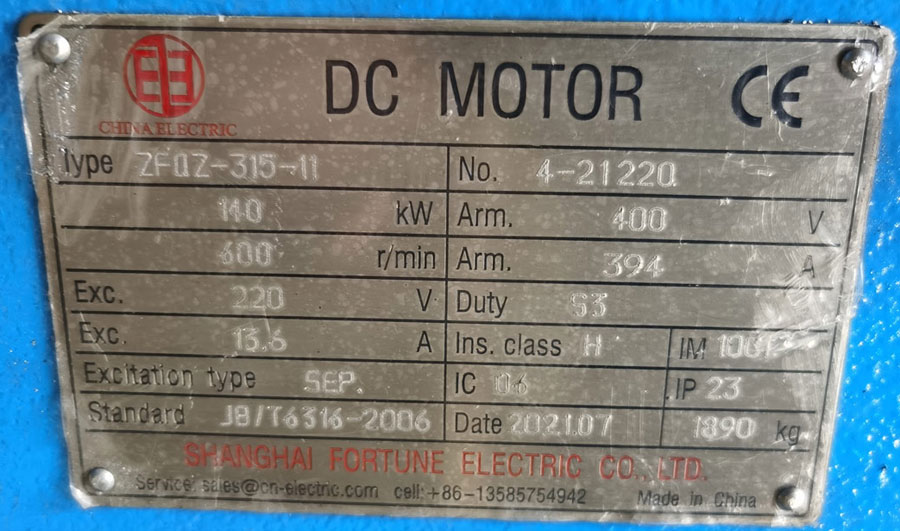 DC MOTOR CE
CHINA ELECTRIC
Type ZFQZ-315-11 No. 4-21220
140 kW Arm. 400 V
600 r/min Arm. 394 A
Exc. 220 V Duty S3
Exc. 13.6 A Ins. class H IM
Excitation type SEP. IC 06 IP 23
Standard JB/T6316-2006 Date 2021.07 1890 kg
SHANGHAI FORTUNE ELECTRIC CO., LTD.
Service: sales@cn-electric.com cell:+86-13585754942 Made in China